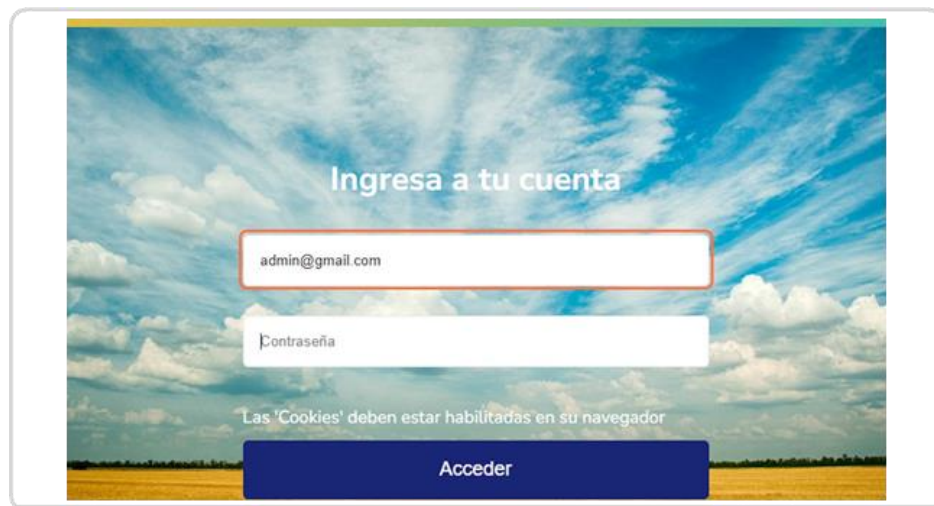 Ingresa a tu cuenta
admin@gmail.com
Contraseña
Las 'Cookies' deben estar habilitadas en su navegador
Acceder